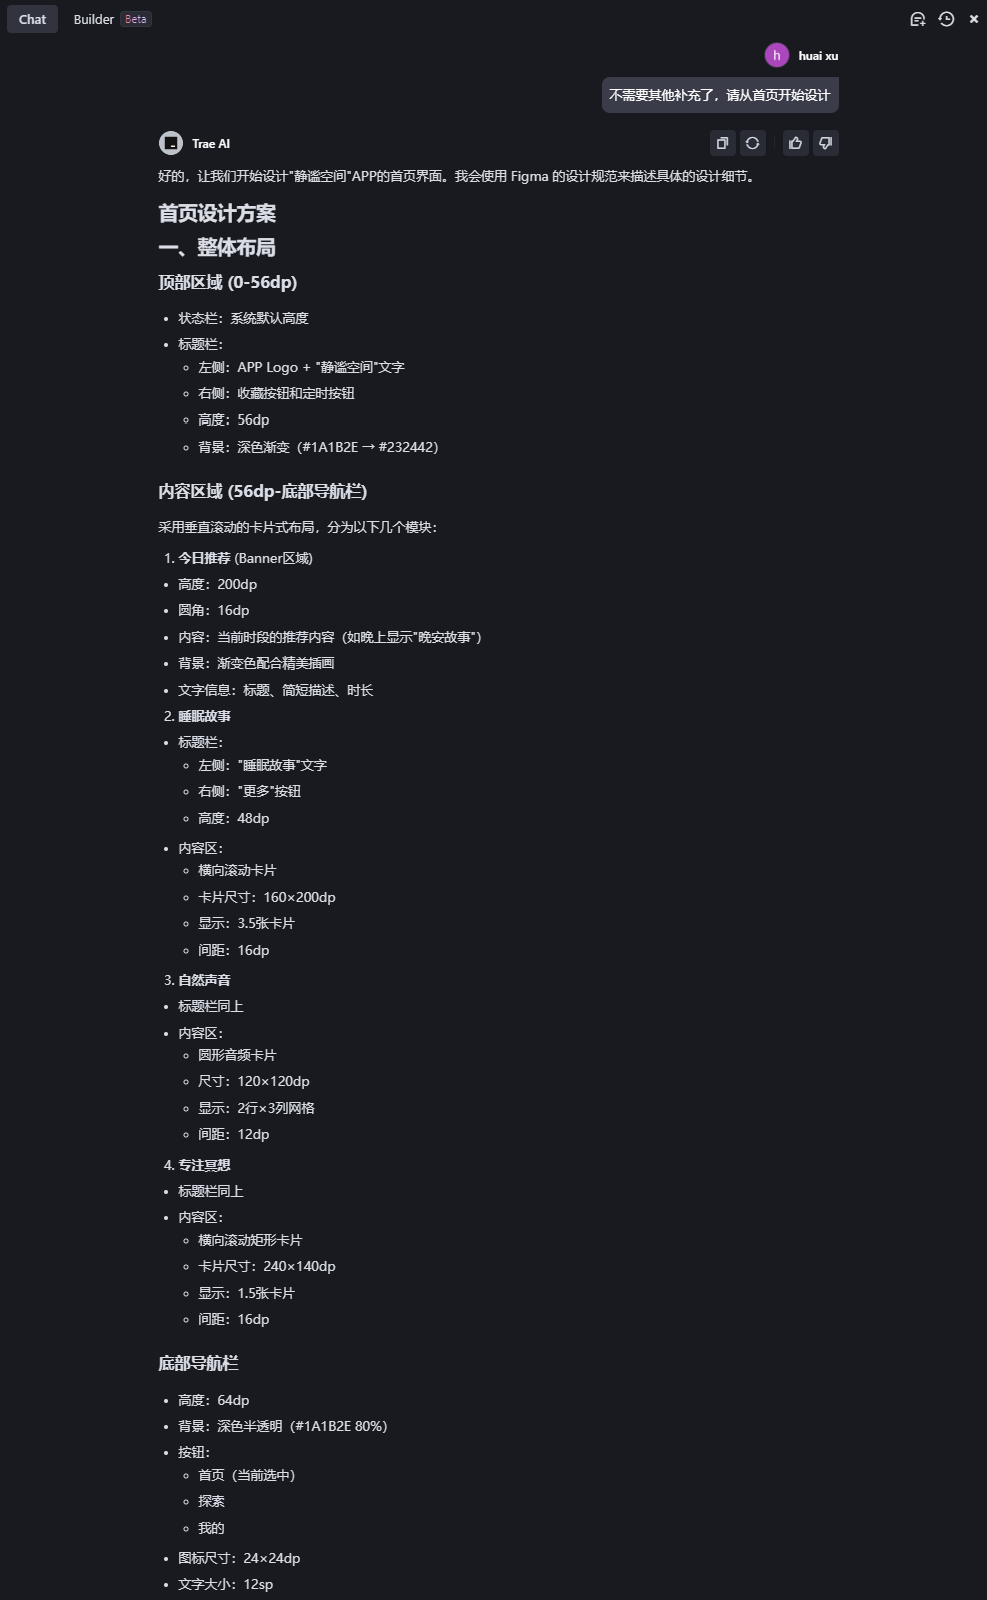 Chat
Builder Beta
h huai xu
不需要其他补充了，请从首页开始设计
Trae AI
好的，让我们开始设计"静谧空间"APP的首页界面。我会使用 Figma 的设计规范来描述具体的设计细节。
首页设计方案
一、整体布局
顶部区域 (0-56dp)
• 状态栏：系统默认高度
• 标题栏：
◦ 左侧：APP Logo + "静谧空间"文字
◦ 右侧：收藏按钮和定时按钮
◦ 高度：56dp
◦ 背景：深色渐变（#1A1B2E → #232442）
内容区域 (56dp-底部导航栏)
采用垂直滚动的卡片式布局，分为以下几个模块：
1. 今日推荐 (Banner区域)
• 高度：200dp
• 圆角：16dp
• 内容：当前时段的推荐内容（如晚上显示"晚安故事"）
• 背景：渐变色配合精美插画
• 文字信息：标题、简短描述、时长
2. 睡眠故事
• 标题栏：
◦ 左侧："睡眠故事"文字
◦ 右侧："更多"按钮
◦ 高度：48dp
• 内容区：
◦ 横向滚动卡片
◦ 卡片尺寸：160×200dp
◦ 显示：3.5张卡片
◦ 间距：16dp
3. 自然声音
• 标题栏同上
• 内容区：
◦ 圆形音频卡片
◦ 尺寸：120×120dp
◦ 显示：2行×3列网格
◦ 间距：12dp
4. 专注冥想
• 标题栏同上
• 内容区：
◦ 横向滚动矩形卡片
◦ 卡片尺寸：240×140dp
◦ 显示：1.5张卡片
◦ 间距：16dp
底部导航栏
• 高度：64dp
• 背景：深色半透明（#1A1B2E 80%）
• 按钮：
◦ 首页（当前选中）
◦ 探索
◦ 我的
• 图标尺寸：24×24dp
• 文字大小：12sp